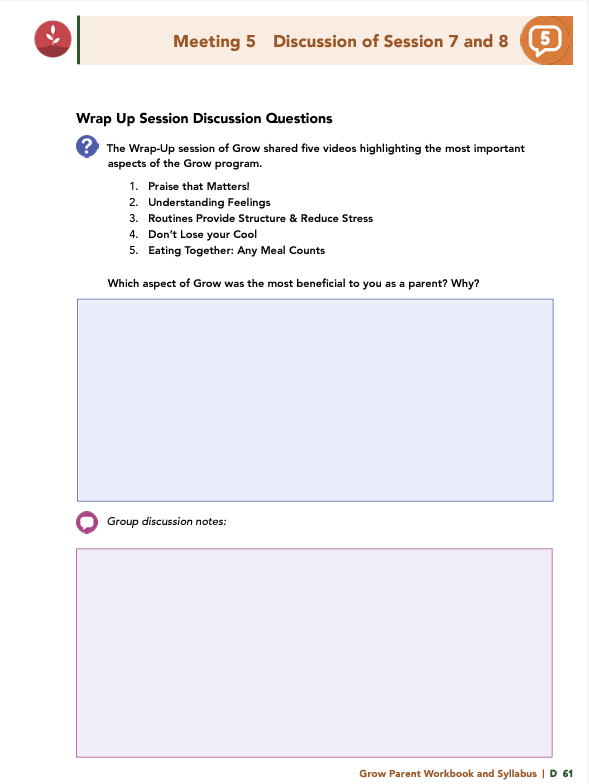 Meeting 5 Discussion of Session 7 and 8
5
Wrap Up Session Discussion Questions
?
The Wrap-Up session of Grow shared five videos highlighting the most important
aspects of the Grow program.
1. Praise that Matters!
2. Understanding Feelings
3. Routines Provide Structure & Reduce Stress
4. Don't Lose your Cool
5. Eating Together: Any Meal Counts
Which aspect of Grow was the most beneficial to you as a parent? Why?
Group discussion notes:
Grow Parent Workbook and Syllabus | D 61